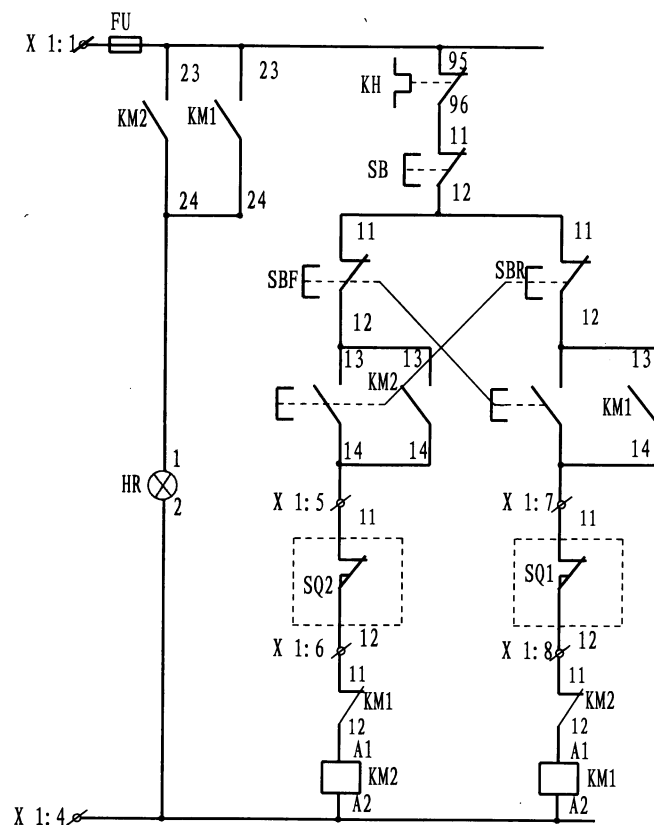 FU
X 1:1
23 23 95
KH
KM2 KM1 96
11
SB
24 24 12
11 11
SBF SBR
12 12
13 13 13
KM2 KM1
14 14 14
1
HR
2
X 1:5 X 1:7
11 11
SQ2 SQ1
12 12
X 1:6 X 1:8
11 11
KM1 KM2
12 12
A1 A1
KM2 KM1
A2 A2
X 1:4